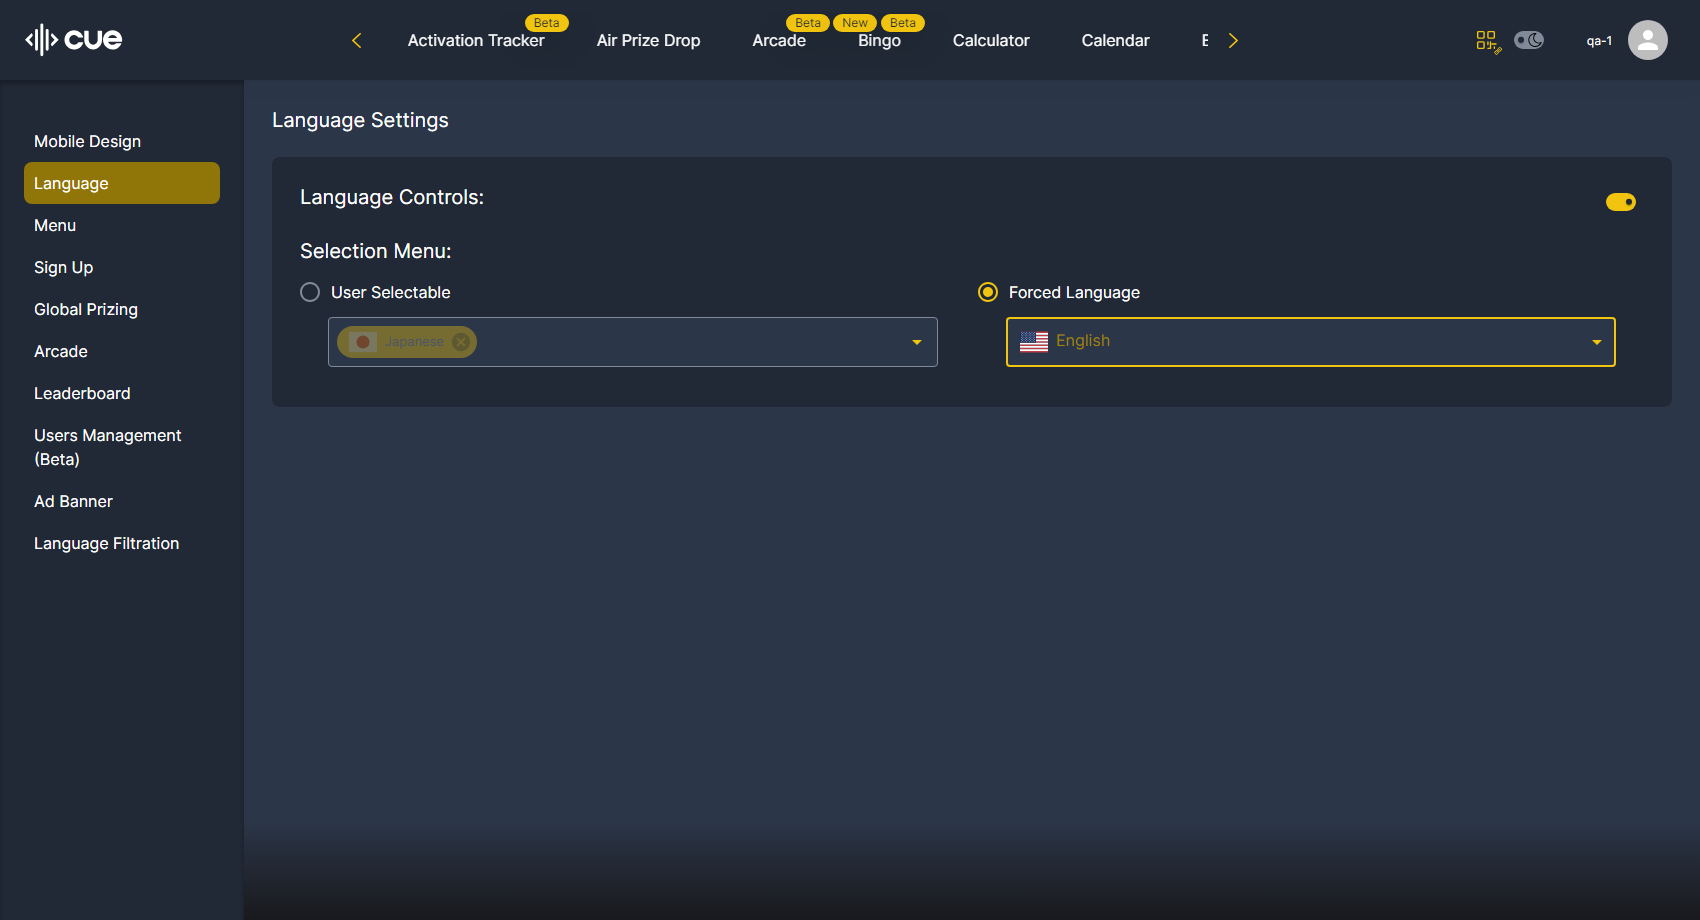 cue
Beta
Beta
New
Beta
Activation Tracker
Air Prize Drop
Arcade
Bingo
Calculator
Calendar
qa-1
Mobile Design
Language
Menu
Sign Up
Global Prizing
Arcade
Leaderboard
Users Management
(Beta)
Ad Banner
Language Filtration
Language Settings
Language Controls:
Selection Menu:
User Selectable
Forced Language
Japanese
English